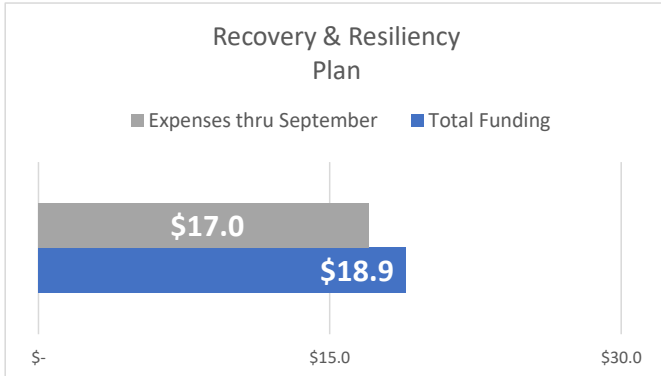 Recovery & Resiliency
Plan
Expenses thru September Total Funding
$17.0
$18.9
$- $15.0 $30.0